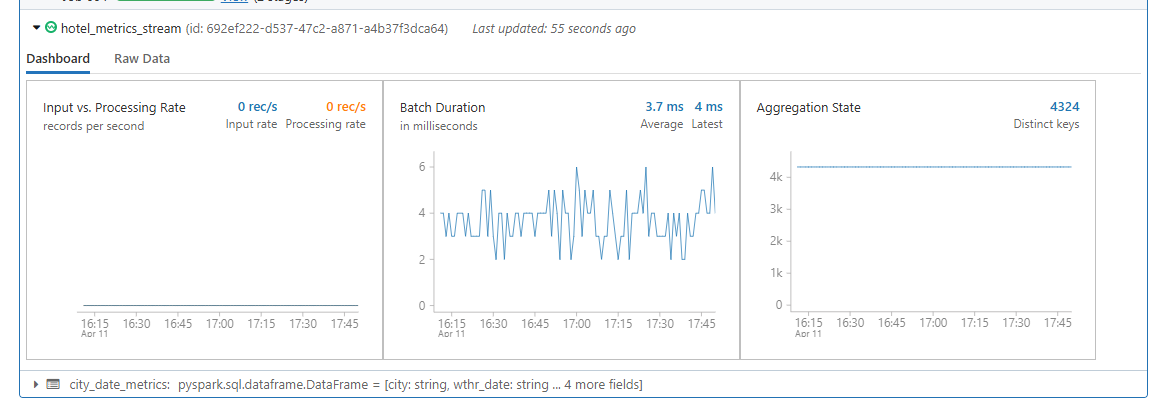 hotel_metrics_stream (id: 692ef222-d537-47c2-a871-a4b37f3dca64) Last updated: 55 seconds ago
Dashboard Raw Data
Input vs. Processing Rate 0 rec/s 0 rec/s
records per second Input rate Processing rate
16:15 16:30 16:45 17:00 17:15 17:30 17:45
Apr 11
Batch Duration 3.7 ms 4 ms
in milliseconds Average Latest
6
4
2
0
16:15 16:30 16:45 17:00 17:15 17:30 17:45
Apr 11
Aggregation State 4324
Distinct keys
4k
3k
2k
1k
0
16:15 16:30 16:45 17:00 17:15 17:30 17:45
Apr 11
city_date_metrics: pyspark.sql.dataframe.DataFrame = [city: string, wthr_date: string ... 4 more fields]